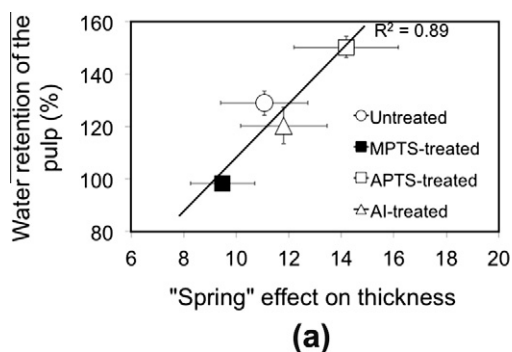 Water retention of the
pulp (%)
160
140
120
100
80
R² = 0.89
Untreated
MPTS-treated
APTS-treated
Al-treated
6 8 10 12 14 16 18 20
"Spring" effect on thickness
(a)